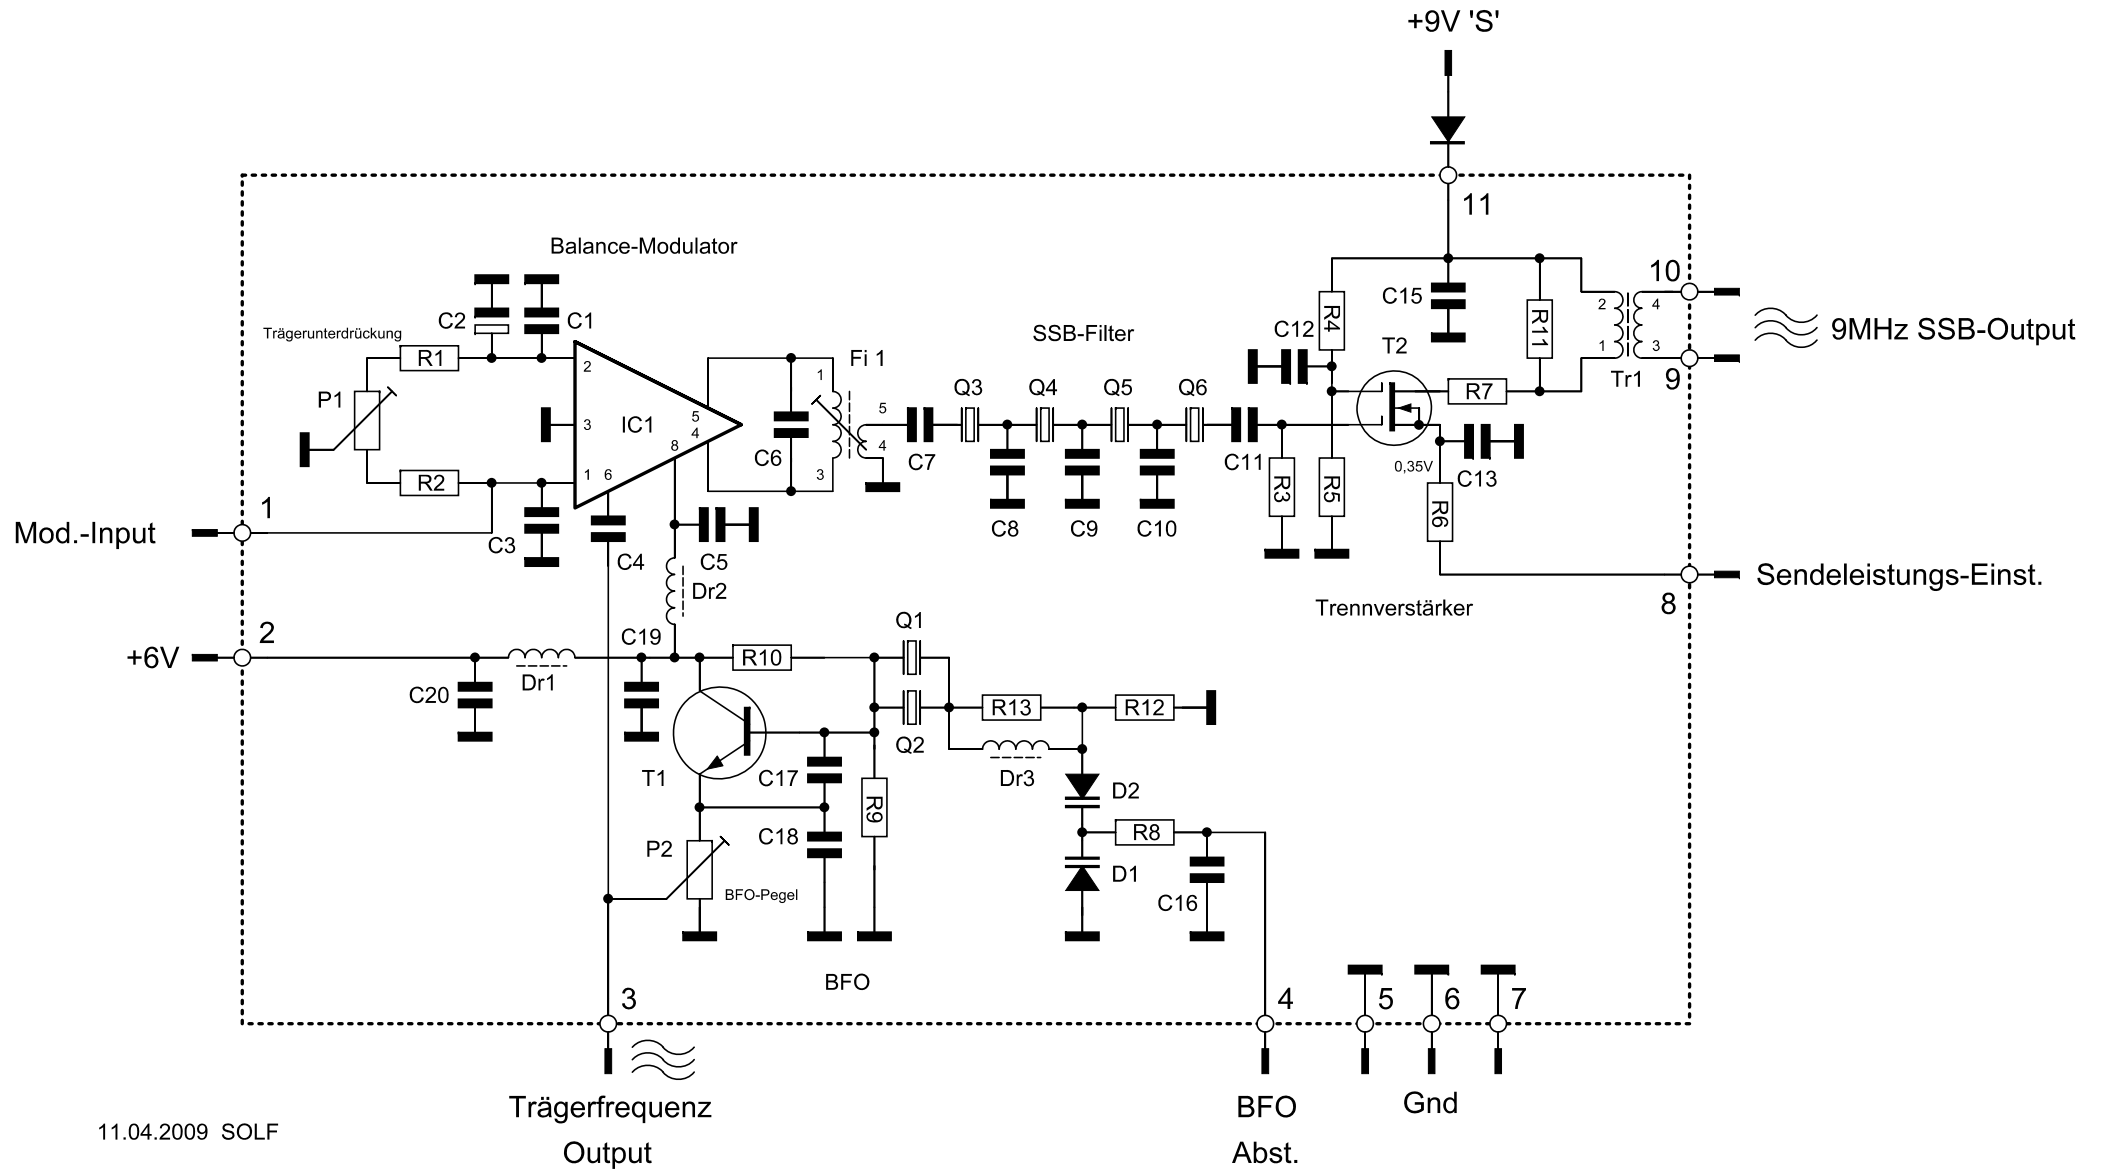 +9V 'S'
11
Balance-Modulator
10
C2
C1
C15
2
4
Trägerunterdrückung
SSB-Filter
C12
R4
R11
9MHz SSB-Output
R1
Fi 1
T2
1
3
2
1
Tr1
9
P1
Q3
Q4
Q5
Q6
R7
5
5
3
IC1
4
C6
4
8
C7
C11
0,35V
C13
R2
1
6
3
R3
R5
R6
1
Mod.-Input
C3
C8
C9
C10
C4
C5
Dr2
Sendeleistungs-Einst.
8
Trennverstärker
2
C19
Q1
+6V
R10
Dr1
C20
R13
R12
Q2
T1
C17
Dr3
D2
R9
C18
R8
P2
D1
BFO-Pegel
C16
BFO
3
4
5
6
7
Trägerfrequenz
BFO
Gnd
11.04.2009 SOLF
Output
Abst.